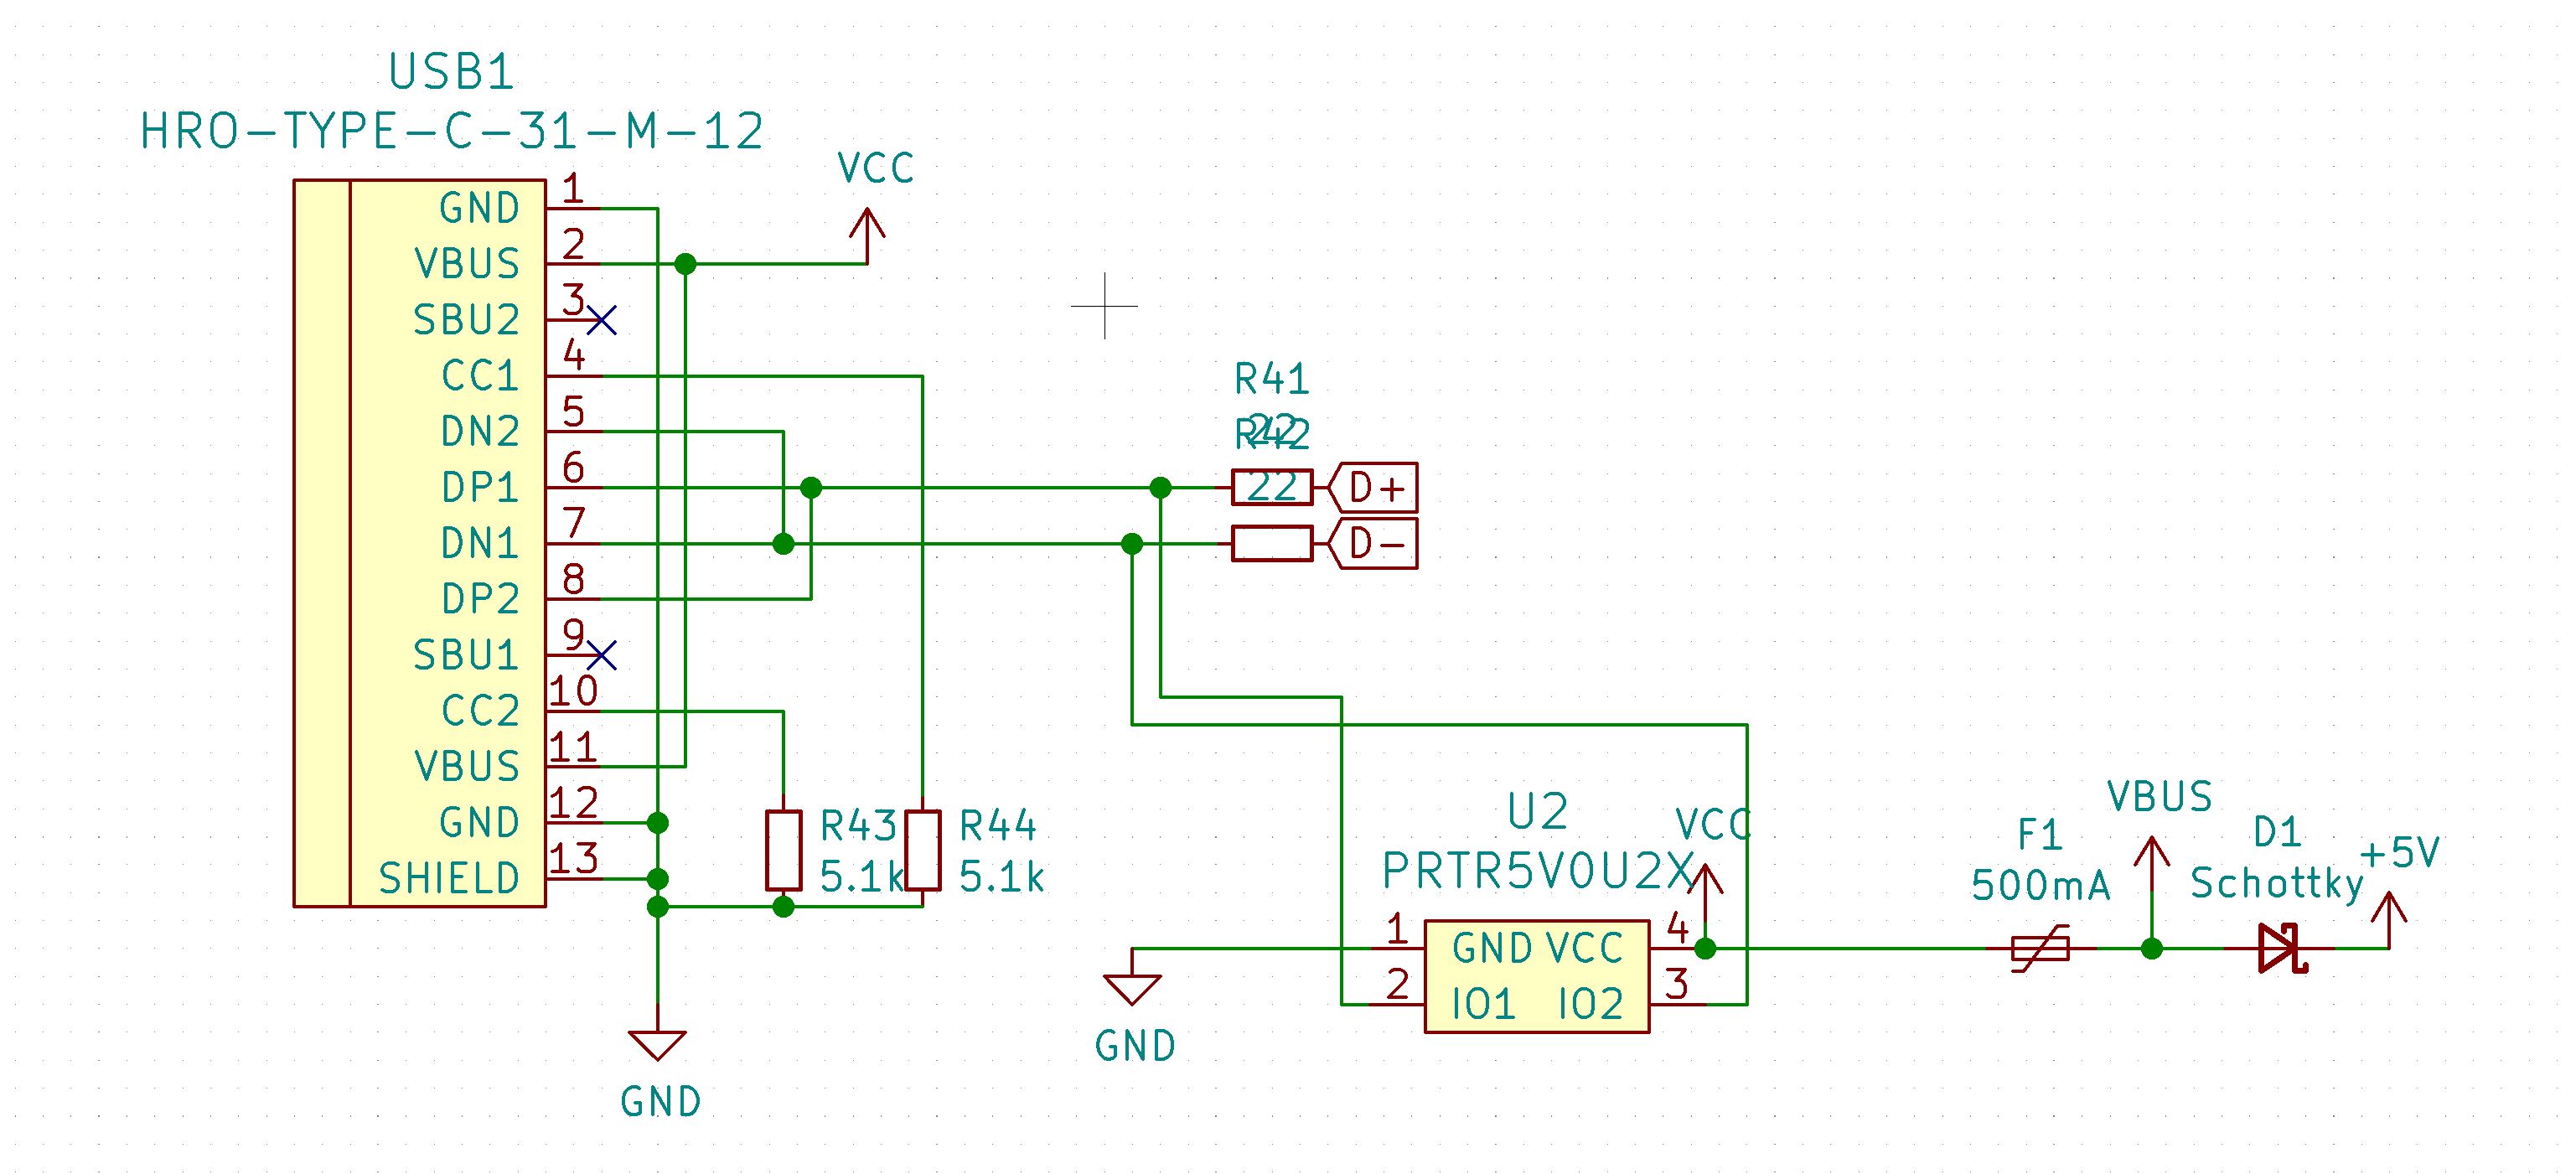 USB1
HRO-TYPE-C-31-M-12
VCC
GND 1
VBUS 2
SBU2 3
CC1 4
DN2 5
DP1 6
DN1 7
DP2 8
SBU1 9
CC2 10
VBUS 11
GND 12
SHIELD 13
R41
22
R42
22
D+
D-
R43
5.1k
R44
5.1k
GND
U2
PRTR5V0U2X
VCC
1 GND VCC 4
2 IO1 IO2 3
GND
F1
500mA
VBUS
D1
Schottky
+5V